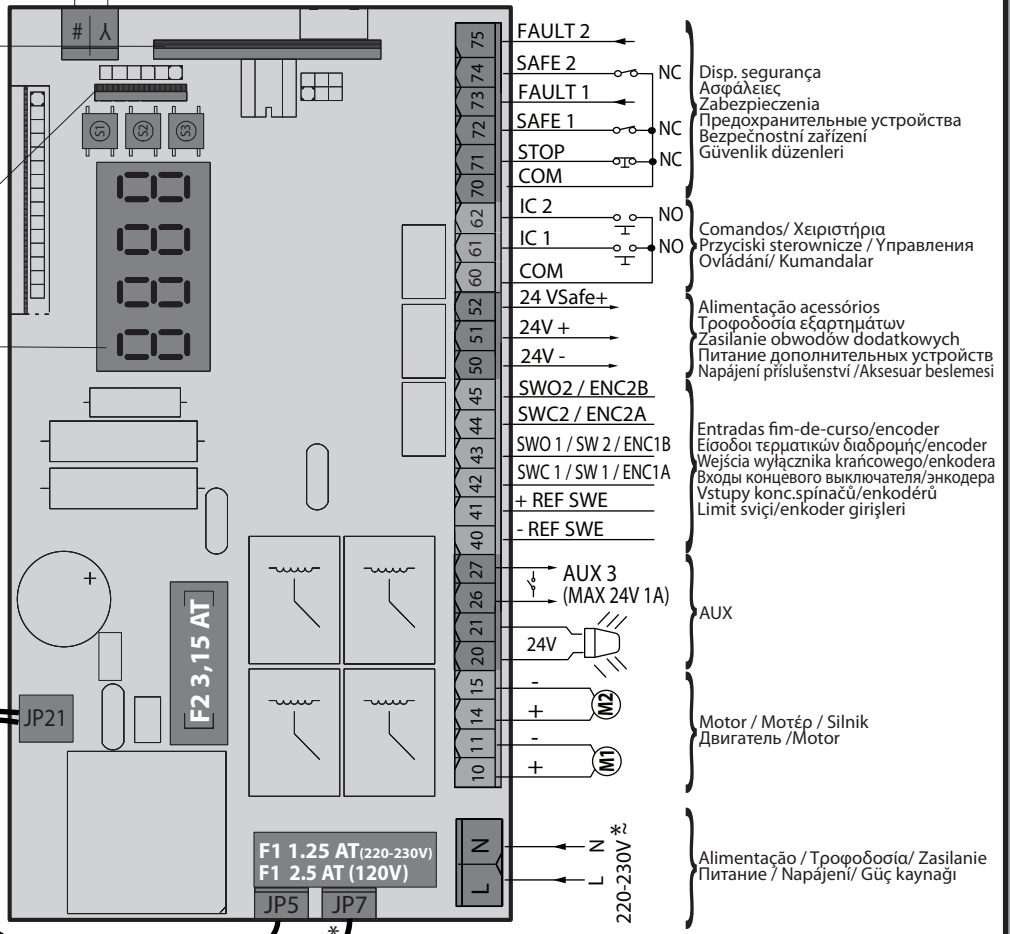 # Y
S1 S2 S3
F2 3,15 AT
JP21
F1 1.25 AT(220-230V)
F1 2.5 AT (120V)
JP5 JP7
*
75 FAULT 2
74 SAFE 2 NC
73 FAULT 1
72 SAFE 1 NC
71 STOP NC
70 COM
62 IC 2 NO
61 IC 1 NO
60 COM
52 24 VSafe+
51 24V +
50 24V -
45 SWO2 / ENC2B
44 SWC2 / ENC2A
43 SWO 1 / SW 2 / ENC1B
42 SWC 1 / SW 1 / ENC1A
41 + REF SWE
40 - REF SWE
27 AUX 3
26 (MAX 24V 1A)
21
20 24V
15 -
14 + M2
11 -
10 + M1
N N
L L
220-230V~*
Disp. segurança
Ασφάλειες
Zabezpieczenia
Предохранительные устройства
Bezpečnostní zařízení
Güvenlik düzenleri
Comandos/ Χειριστήρια
Przyciski sterownicze / Управления
Ovládání/ Kumandalar
Alimentação acessórios
Τροφοδοσία εξαρτημάτων
Zasilanie obwodów dodatkowych
Питание дополнительных устройств
Napájení příslušenství /Aksesuar beslemesi
Entradas fim-de-curso/encoder
Είσοδοι τερματικών διαδρομής/encoder
Wejścia wyłącznika krańcowego/enkodera
Входы концевого выключателя/энкодера
Vstupy konc.spínačů/enkodérů
Limit sviçi/enkoder girişleri
AUX
Motor / Μοτέρ / Silnik
Двигатель /Motor
Alimentação / Τροφοδοσία/ Zasilanie
Питание / Napájení/ Güç kaynağı